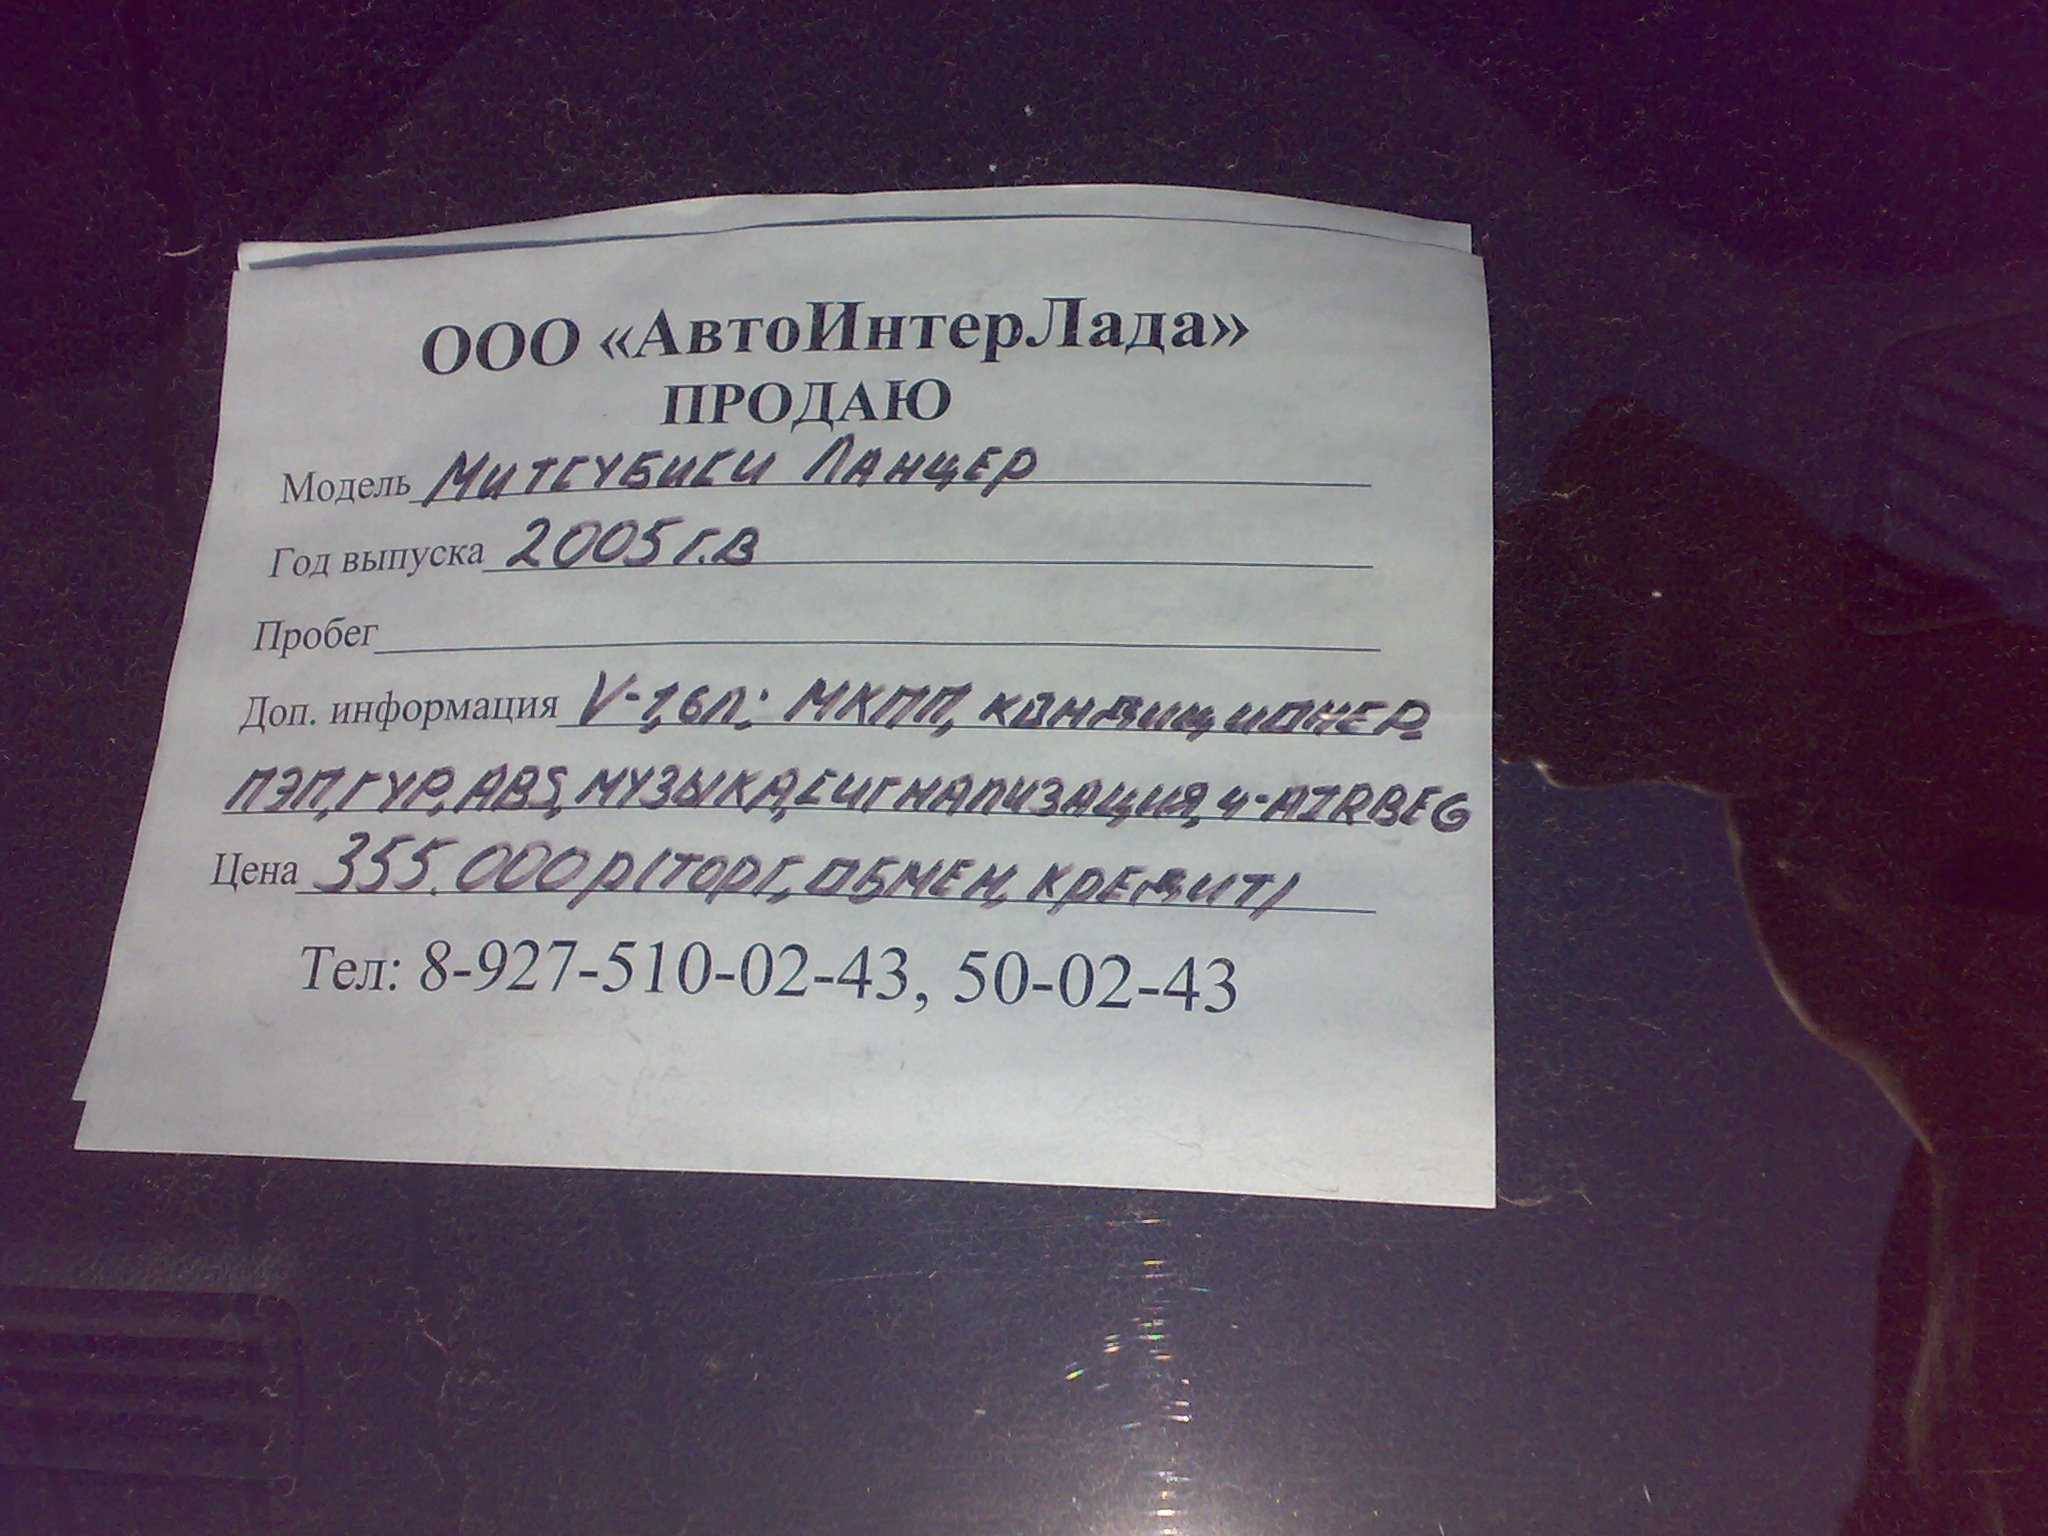 ООО «АвтоИнтерЛада»
ПРОДАЮ
Модель Митсубиси Ланцер
Год выпуска 2005 г.в
Пробег
Доп. информация V-1,6л; МКПП, кондиционер
ПЭП, ГУР, ABS, музыка, сигнализация, 4-AIRBEG
Цена 355.000 р (торг, обмен, кредит)
Тел: 8-927-510-02-43, 50-02-43